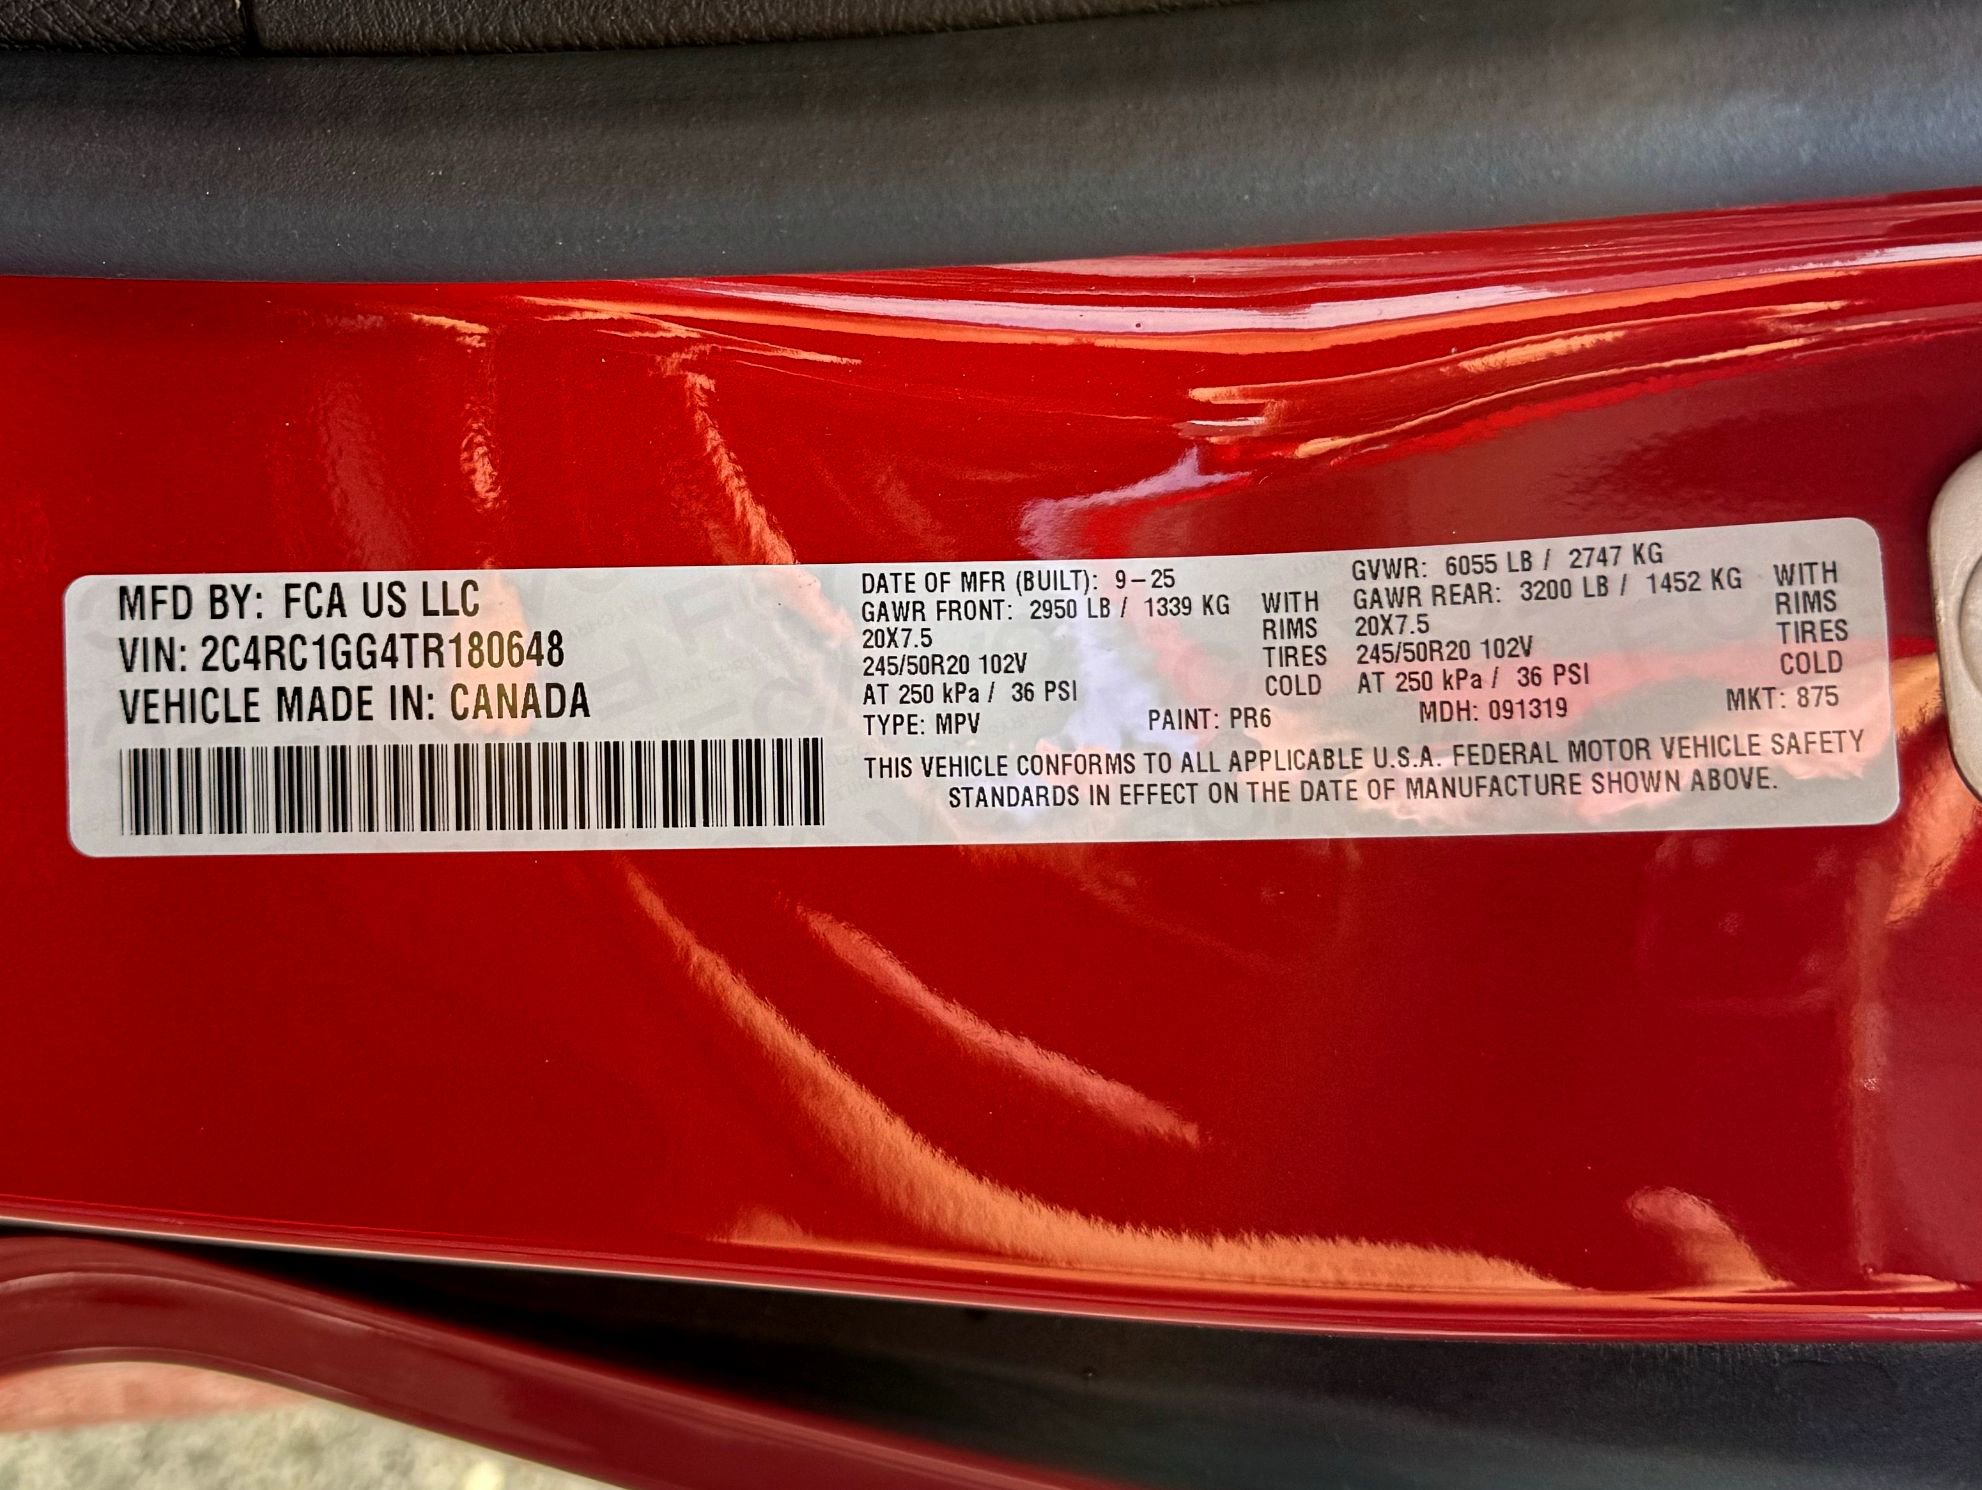 MFD BY: FCA US LLC
VIN: 2C4RC1GG4TR180648
VEHICLE MADE IN: CANADA
DATE OF MFR (BUILT): 9-25
GAWR FRONT: 2950 LB / 1339 KG WITH
20X7.5 RIMS
245/50R20 102V TIRES
AT 250 kPa / 36 PSI COLD
GVWR: 6055 LB / 2747 KG
GAWR REAR: 3200 LB / 1452 KG WITH
20X7.5 RIMS
245/50R20 102V TIRES
AT 250 kPa / 36 PSI COLD
TYPE: MPV PAINT: PR6 MDH: 091319 MKT: 875
THIS VEHICLE CONFORMS TO ALL APPLICABLE U.S.A. FEDERAL MOTOR VEHICLE SAFETY
STANDARDS IN EFFECT ON THE DATE OF MANUFACTURE SHOWN ABOVE.